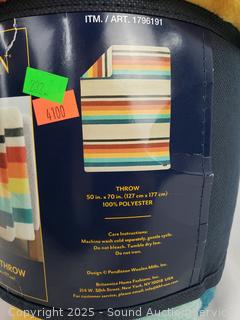 ITM. / ART. 1796191
N
4100
THROW
50 in. x 70 in. (127 cm x 177 cm)
100% POLYESTER
Care Instructions:
Machine wash cold separately, gentle cycle.
Do not bleach. Tumble dry low.
Do not iron.
THROW
Design © Pendleton Woolen Mills, Inc.
Britannica Home Fashions, Inc.
Copyright 2025 - Sound Auction Service